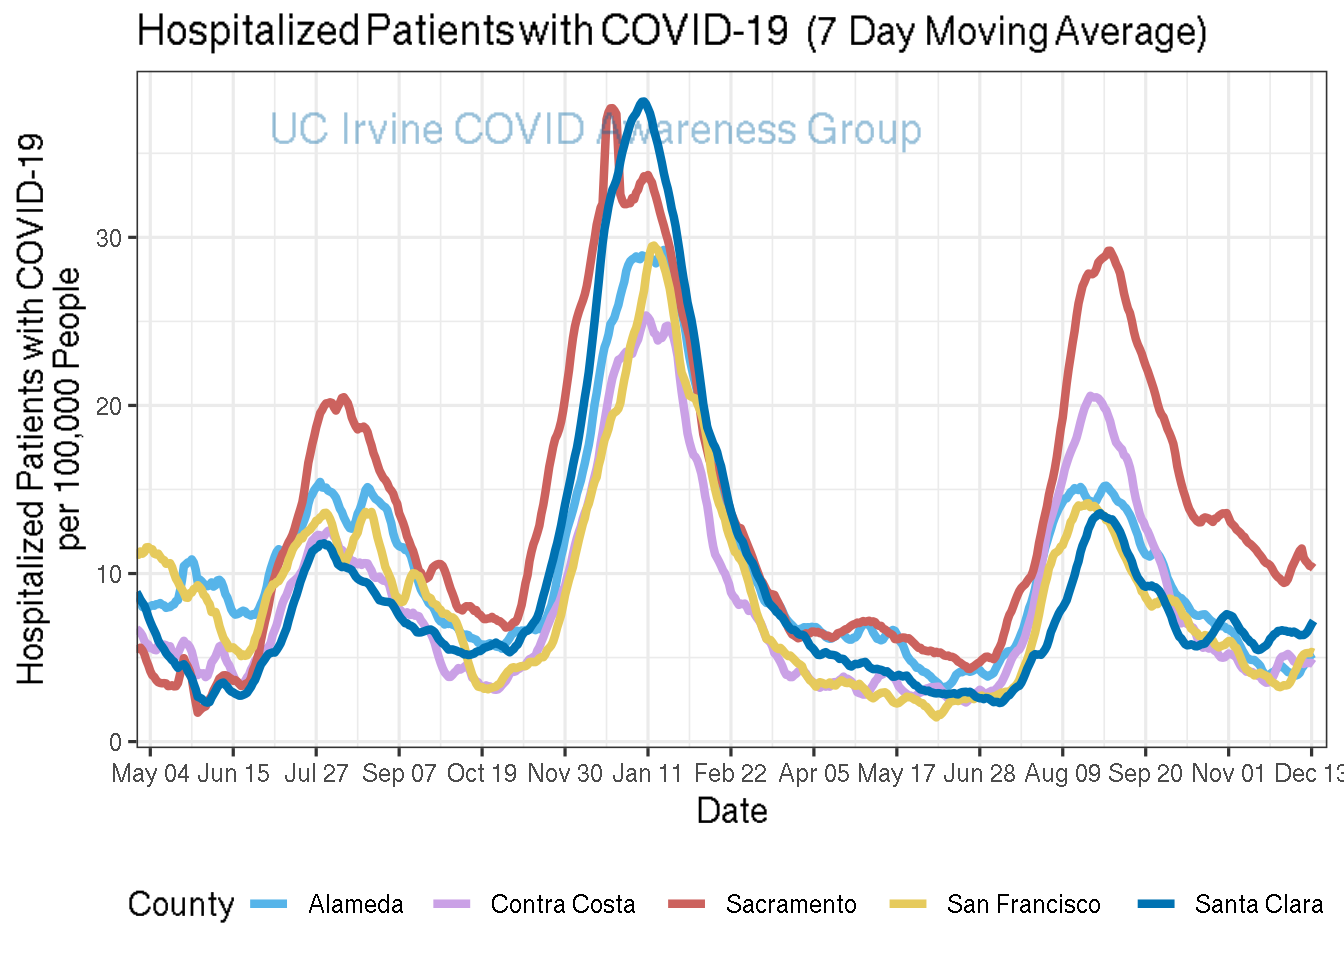 Hospitalized Patients with COVID-19 (7 Day Moving Average)
UC Irvine COVID Awareness Group
Hospitalized Patients with COVID-19
per 100,000 People
30
20
10
0
May 04 Jun 15 Jul 27 Sep 07 Oct 19 Nov 30 Jan 11 Feb 22 Apr 05 May 17 Jun 28 Aug 09 Sep 20 Nov 01 Dec 13
Date
County Alameda Contra Costa Sacramento San Francisco Santa Clara